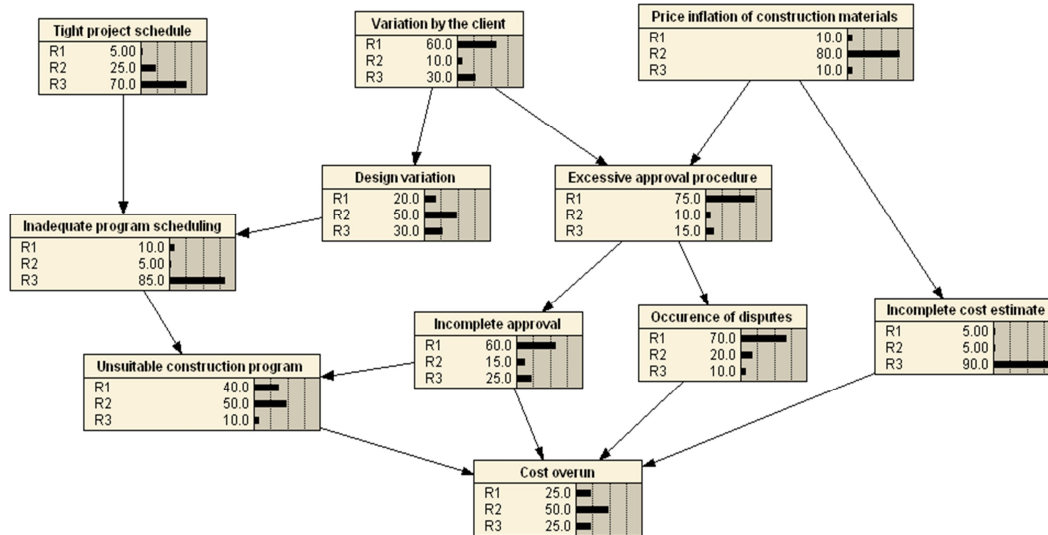 Tight project schedule
R1 5.00
R2 25.0
R3 70.0
Variation by the client
R1 60.0
R2 10.0
R3 30.0
Price inflation of construction materials
R1 10.0
R2 80.0
R3 10.0
Design variation
R1 20.0
R2 50.0
R3 30.0
Excessive approval procedure
R1 75.0
R2 10.0
R3 15.0
Inadequate program scheduling
R1 10.0
R2 5.00
R3 85.0
Incomplete approval
R1 60.0
R2 15.0
R3 25.0
Occurence of disputes
R1 70.0
R2 20.0
R3 10.0
Incomplete cost estimate
R1 5.00
R2 5.00
R3 90.0
Unsuitable construction program
R1 40.0
R2 50.0
R3 10.0
Cost overun
R1 25.0
R2 50.0
R3 25.0